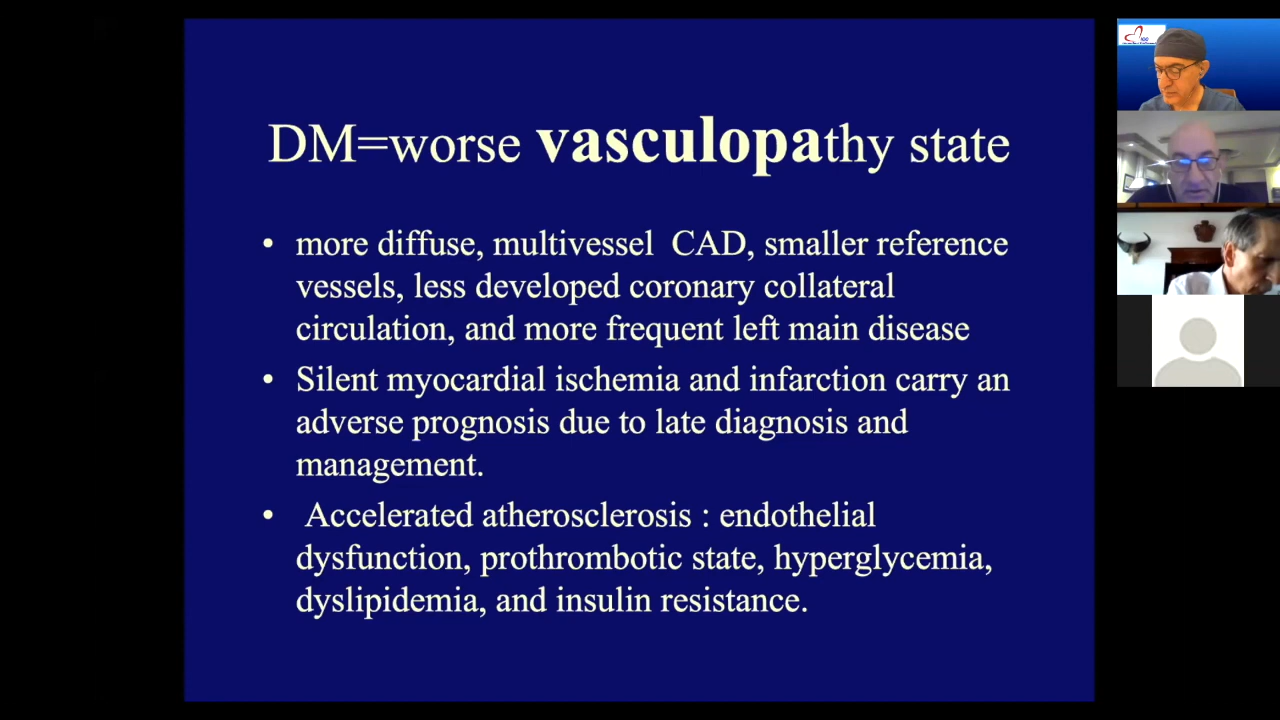 DM=worse vasculopathy state
• more diffuse, multivessel CAD, smaller reference
vessels, less developed coronary collateral
circulation, and more frequent left main disease
• Silent myocardial ischemia and infarction carry an
adverse prognosis due to late diagnosis and
management.
• Accelerated atherosclerosis : endothelial
dysfunction, prothrombotic state, hyperglycemia,
dyslipidemia, and insulin resistance.